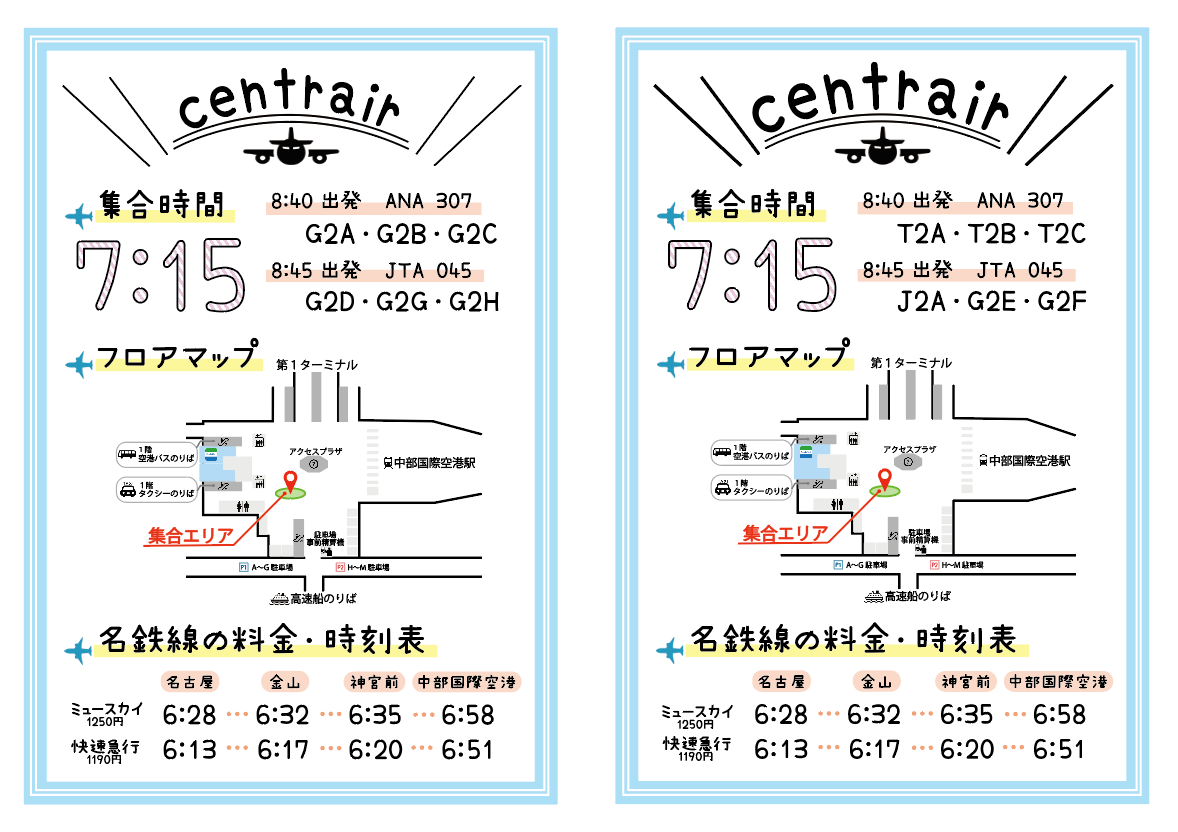 centrair
集合時間
7:15
8:40 出発 ANA 307
G2A・G2B・G2C
8:45 出発 JTA 045
G2D・G2G・G2H
フロアマップ
第1ターミナル
アクセスプラザ
1階
空港バスのりば
中部国際空港駅
1階
タクシーのりば
集合エリア
駐車場
事前精算機
P1 A〜G 駐車場
P2 H〜M 駐車場
高速船のりば
名鉄線の料金・時刻表
名古屋 金山 神宮前 中部国際空港
ミュースカイ 6:28 ••• 6:32 ••• 6:35 ••• 6:58
1250円
快速急行 6:13 ••• 6:17 ••• 6:20 ••• 6:51
1190円
centrair
集合時間
7:15
8:40 出発 ANA 307
T2A・T2B・T2C
8:45 出発 JTA 045
J2A・G2E・G2F
フロアマップ
第1ターミナル
アクセスプラザ
1階
空港バスのりば
中部国際空港駅
1階
タクシーのりば
集合エリア
駐車場
事前精算機
P1 A〜G 駐車場
P2 H〜M 駐車場
高速船のりば
名鉄線の料金・時刻表
名古屋 金山 神宮前 中部国際空港
ミュースカイ 6:28 ••• 6:32 ••• 6:35 ••• 6:58
1250円
快速急行 6:13 ••• 6:17 ••• 6:20 ••• 6:51
1190円